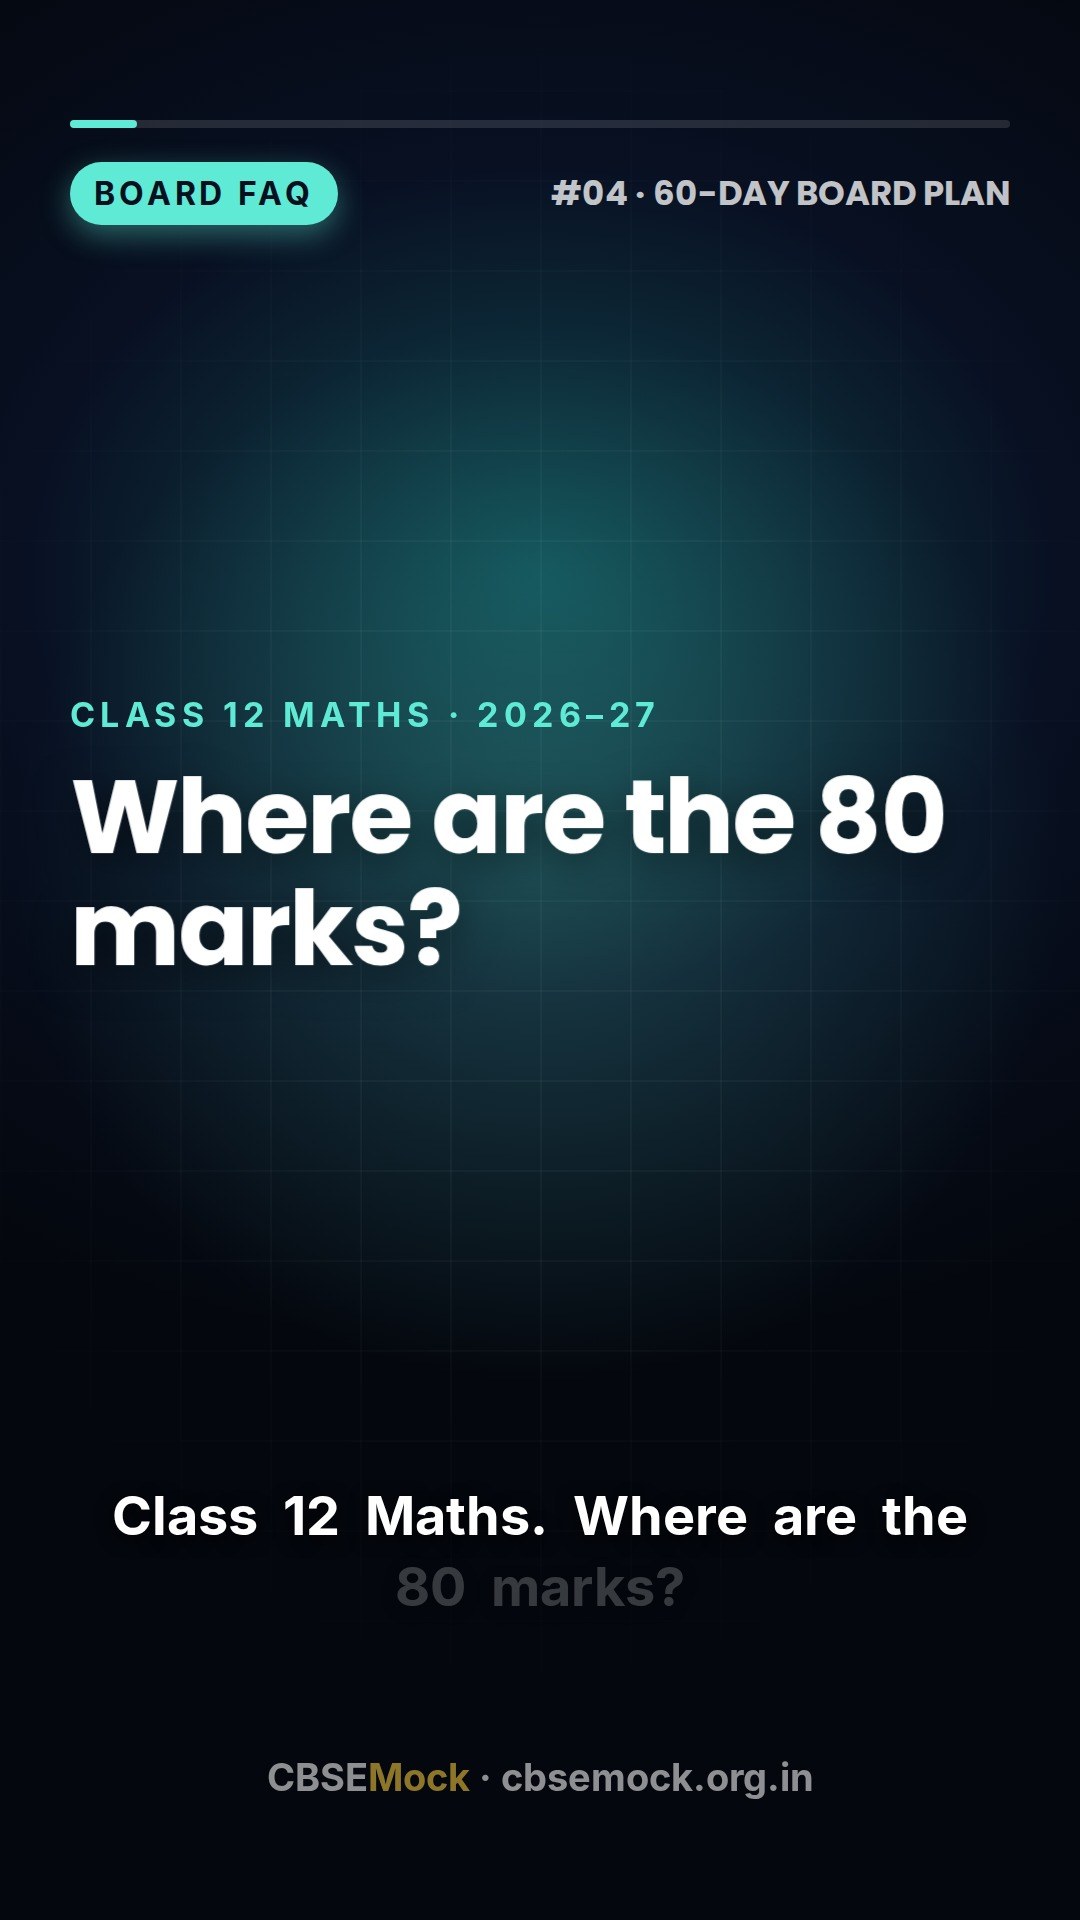 BOARD FAQ
#04 · 60-DAY BOARD PLAN
CLASS 12 MATHS · 2026–27
Where are the 80
marks?
Class 12 Maths. Where are the
80 marks?
CBSEMock · cbsemock.org.in